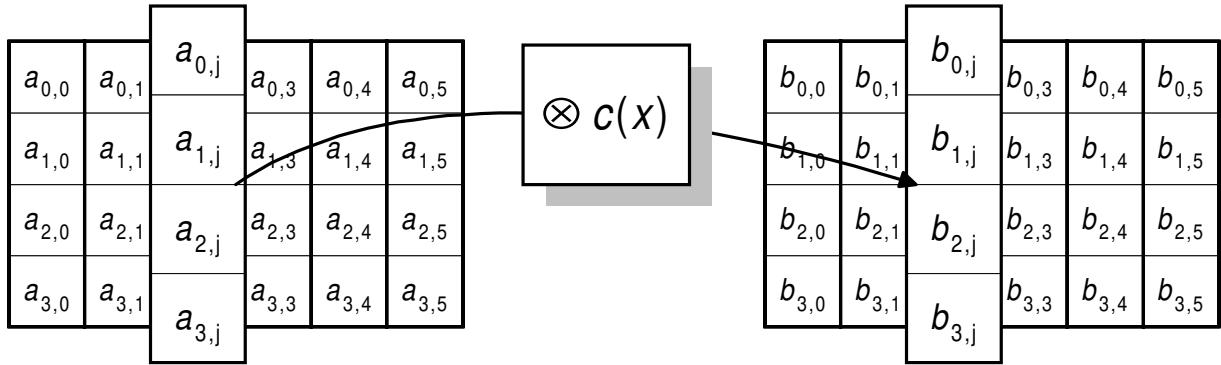 a0,0 a0,1 a0,j a0,3 a0,4 a0,5
a1,0 a1,1 a1,j a1,3 a1,4 a1,5
a2,0 a2,1 a2,j a2,3 a2,4 a2,5
a3,0 a3,1 a3,j a3,3 a3,4 a3,5
⊗ c(x)
b0,0 b0,1 b0,j b0,3 b0,4 b0,5
b1,0 b1,1 b1,j b1,3 b1,4 b1,5
b2,0 b2,1 b2,j b2,3 b2,4 b2,5
b3,0 b3,1 b3,j b3,3 b3,4 b3,5